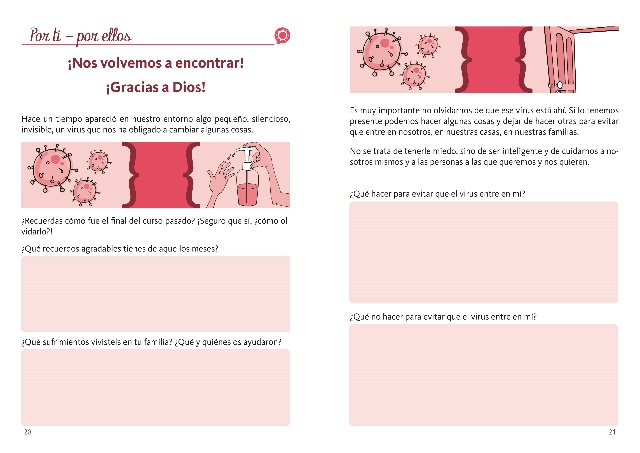 Por ti – por ellos
¡Nos volvemos a encontrar!
¡Gracias a Dios!
Hace un tiempo apareció en nuestro entorno algo pequeño, silencioso,
invisible, un virus que nos ha obligado a cambiar algunas cosas.
¿Recuerdas cómo fue el final del curso pasado? ¡Seguro que sí, ¿cómo ol
vidarlo?!
¿Qué recuerdos agradables tienes de aque los meses?
¿Qué sufrimientos vivisteis en tu familia? ¿Qué y quiénes os ayudaron?
20
Es muy importante no olvidarnos de que ese virus está ahí. Si lo tenemos
presente podemos hacer algunas cosas y dejar de hacer otras para evitar
que entre en nosotros, en nuestras casas, en nuestras familias.
No se trata de tenerle miedo, sino de ser inteligente y de cuidarnos a no-
sotros mismos y a las personas a las que queremos y nos quieren.
¿Qué hacer para evitar que el virus entre en mí?
¿Qué no hacer para evitar que el virus entre en mí?
21